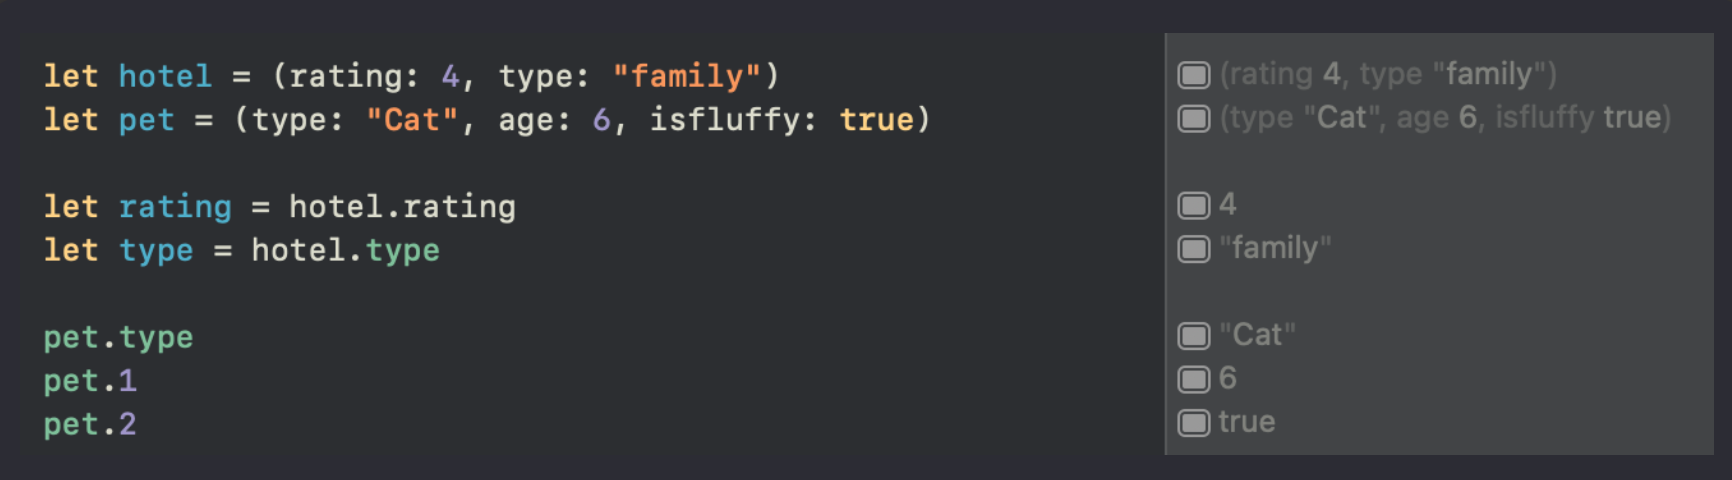 let hotel = (rating: 4, type: "family")
let pet = (type: "Cat", age: 6, isfluffy: true)
let rating = hotel.rating
let type = hotel.type
pet.type
pet.1
pet.2
(rating 4, type "family")
(type "Cat", age 6, isfluffy true)
4
"family"
"Cat"
6
true